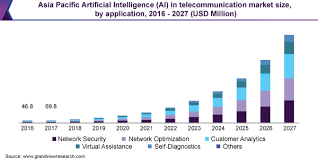 Asia Pacific Artificial Intelligence (AI) in telecommunication market size,
by application, 2016 - 2027 (USD Million)
46.8 69.8
2016 2017 2018 2019 2020 2021 2022 2023 2024 2025 2026 2027
Network Security Network Optimization Customer Analytics
Virtual Assistance Self-Diagnostics Others
Source: www.grandviewresearch.com